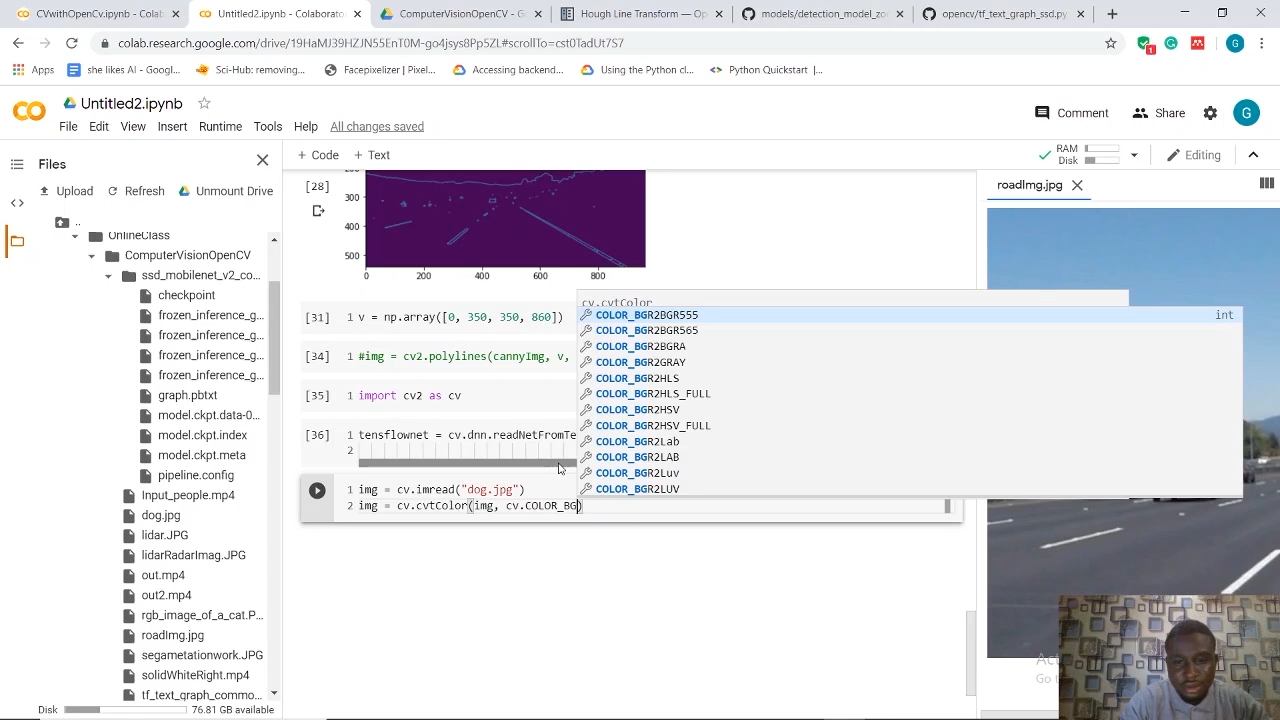 CVwithOpenCv.ipynb - Colaborator
Untitled2.ipynb - Colaborator
ComputerVisionOpenCV - G
Hough Line Transform — Op
models/detection_model_zo
opencv/tf_text_graph_ssd.py
colab.research.google.com/drive/19HaMJ39HZJN55EnT0M-go4jsys8Pp5ZL#scrollTo=cst0TadUt7S7
1
G
Apps
she likes AI - Googl...
Sci-Hub: removing...
Facepixelizer | Pixel...
Accessing backend...
Using the Python cl...
Python Quickstart |...
Untitled2.ipynb
Comment
Share
G
File Edit View Insert Runtime Tools Help All changes saved
Files
+ Code + Text
RAM
Disk
Editing
Upload Refresh Unmount Drive
..
OnlineClass
ComputerVisionOpenCV
ssd_mobilenet_v2_co...
checkpoint
frozen_inference_g...
frozen_inference_g...
frozen_inference_g...
frozen_inference_g...
graph.pbtxt
model.ckpt.data-0...
model.ckpt.index
model.ckpt.meta
pipeline.config
Input_people.mp4
dog.jpg
lidar.JPG
lidarRadarImag.JPG
out.mp4
out2.mp4
rgb_image_of_a_cat.P...
roadImg.jpg
segametationwork.JPG
solidWhiteRight.mp4
tf_text_graph_commo...
Disk 76.81 GB available
[28]
300
400
500
0 200 400 600 800
[31] 1 v = np.array([0, 350, 350, 860])
[34] 1 #img = cv2.polylines(cannyImg, v,
[35] 1 import cv2 as cv
[36] 1 tensflownet = cv.dnn.readNetFromTe
2
1 img = cv.imread("dog.jpg")
2 img = cv.cvtColor(img, cv.COLOR_BG)
cv.cvtColor
COLOR_BGR2BGR555 int
COLOR_BGR2BGR565
COLOR_BGR2BGRA
COLOR_BGR2GRAY
COLOR_BGR2HLS
COLOR_BGR2HLS_FULL
COLOR_BGR2HSV
COLOR_BGR2HSV_FULL
COLOR_BGR2Lab
COLOR_BGR2LAB
COLOR_BGR2Luv
COLOR_BGR2LUV
roadImg.jpg